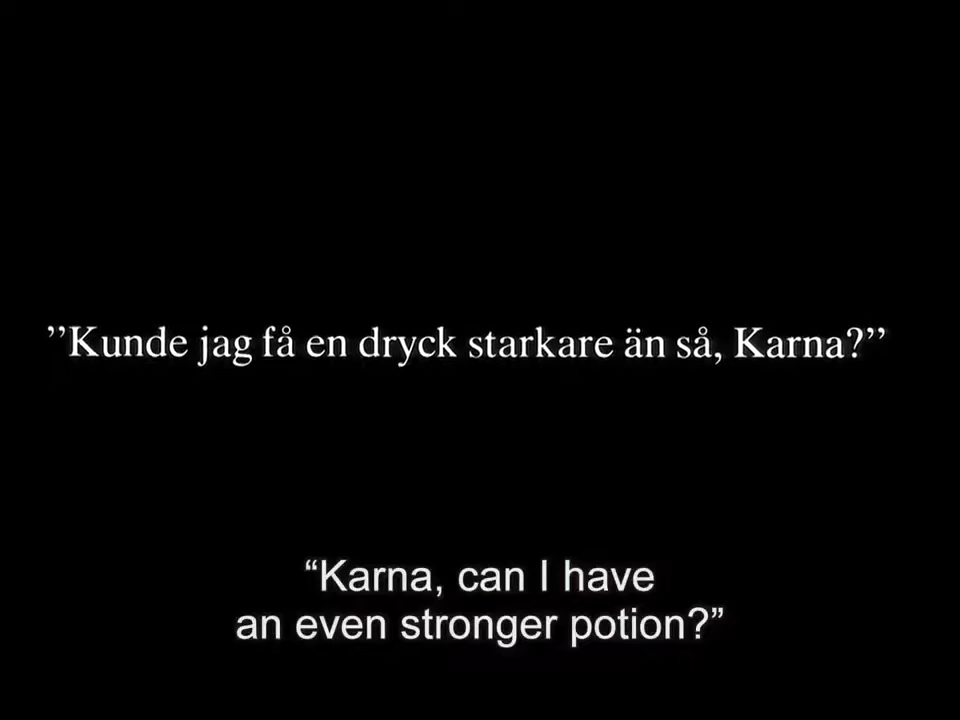 ”Kunde jag få en dryck starkare än så, Karna?”
“Karna, can I have
an even stronger potion?”